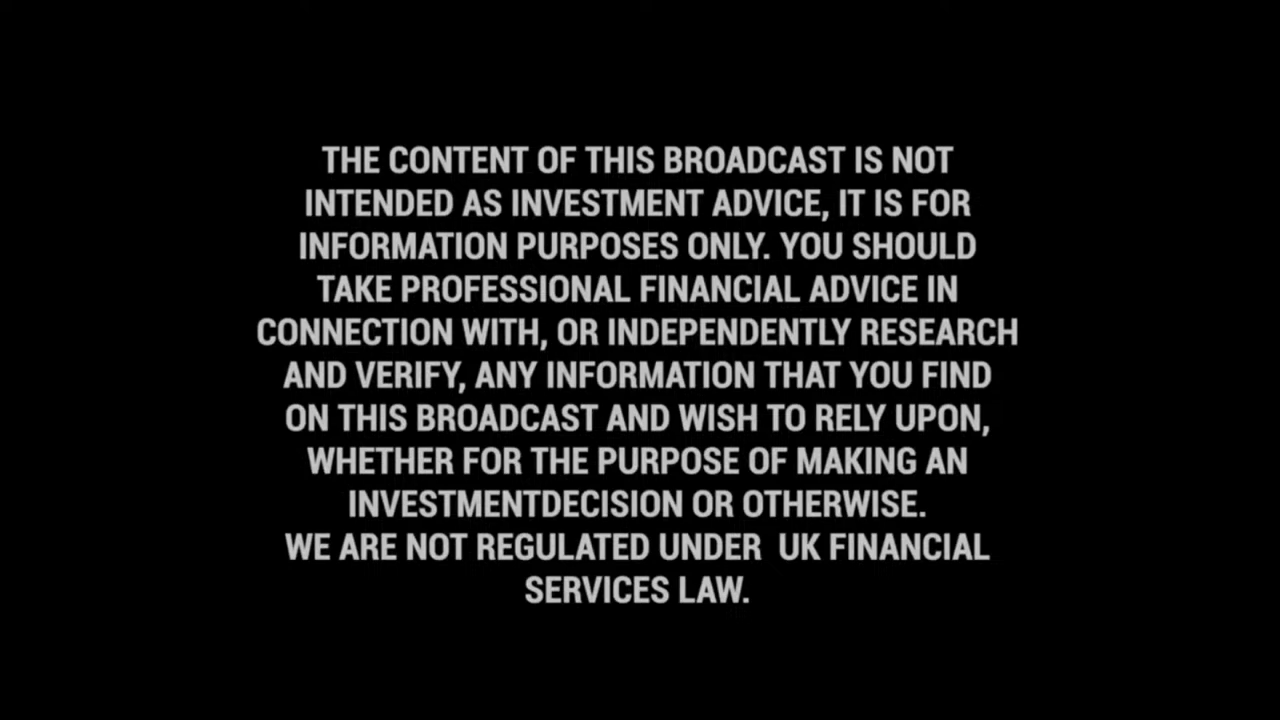 THE CONTENT OF THIS BROADCAST IS NOT
INTENDED AS INVESTMENT ADVICE, IT IS FOR
INFORMATION PURPOSES ONLY. YOU SHOULD
TAKE PROFESSIONAL FINANCIAL ADVICE IN
CONNECTION WITH, OR INDEPENDENTLY RESEARCH
AND VERIFY, ANY INFORMATION THAT YOU FIND
ON THIS BROADCAST AND WISH TO RELY UPON,
WHETHER FOR THE PURPOSE OF MAKING AN
INVESTMENTDECISION OR OTHERWISE.
WE ARE NOT REGULATED UNDER  UK FINANCIAL
SERVICES LAW.